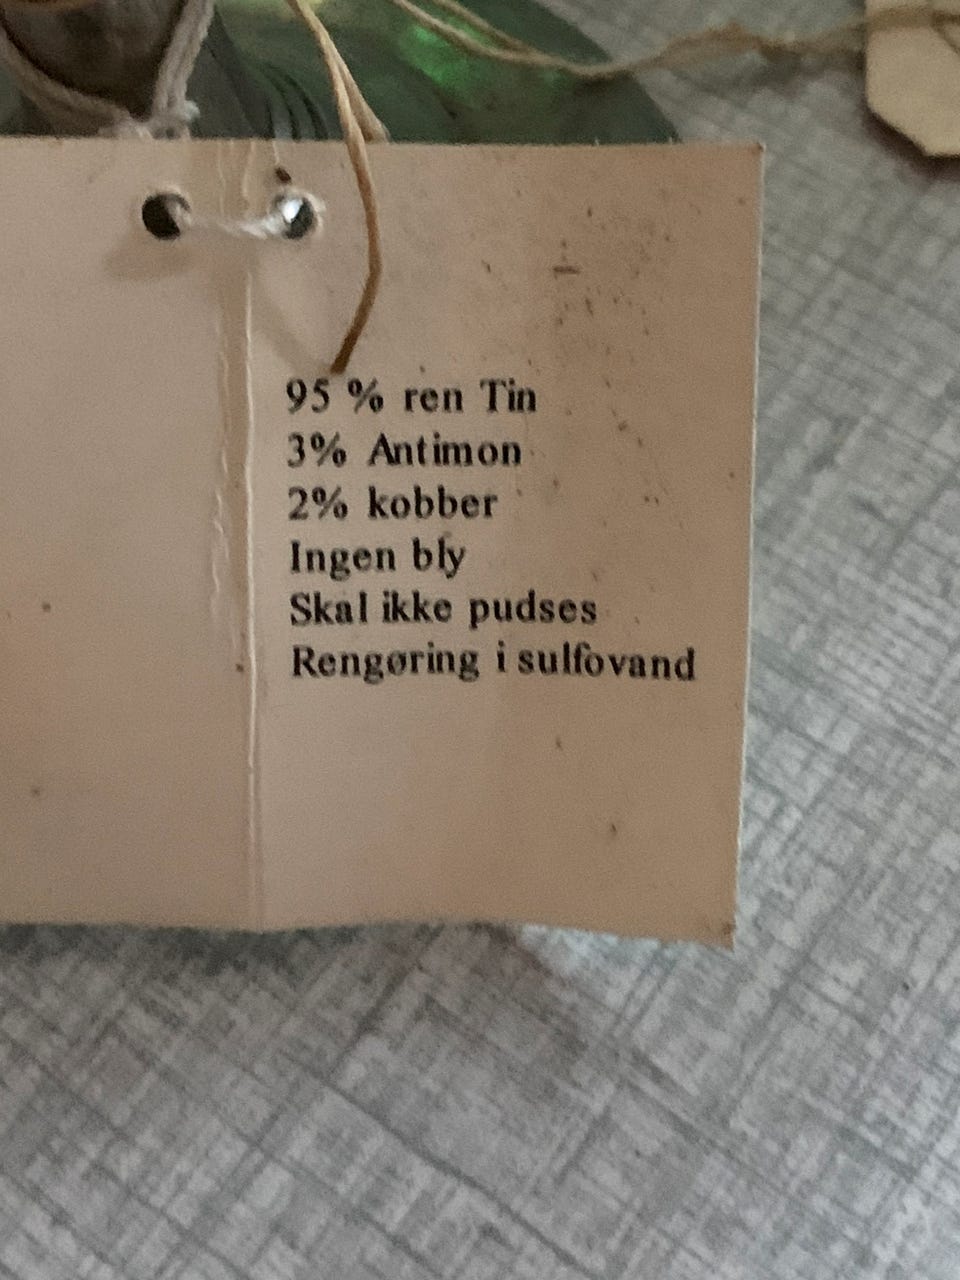 95 % ren Tin
3% Antimon
2% kobber
Ingen bly
Skal ikke pudses
Rengøring i sulfovand